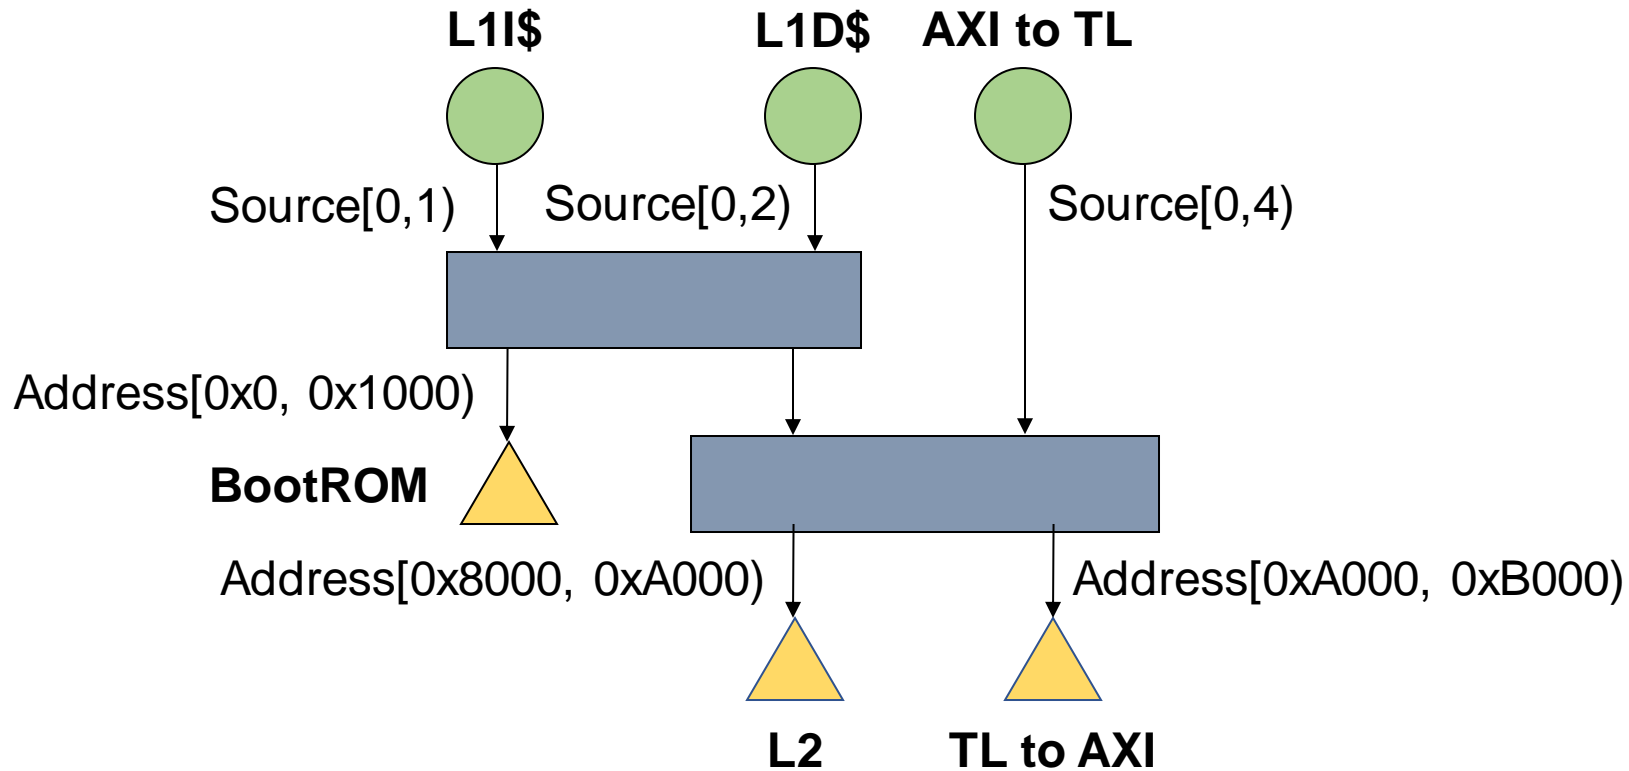 L1I$
L1D$
AXI to TL
Source[0,1)
Source[0,2)
Source[0,4)
Address[0x0, 0x1000)
BootROM
Address[0x8000, 0xA000)
Address[0xA000, 0xB000)
L2
TL to AXI